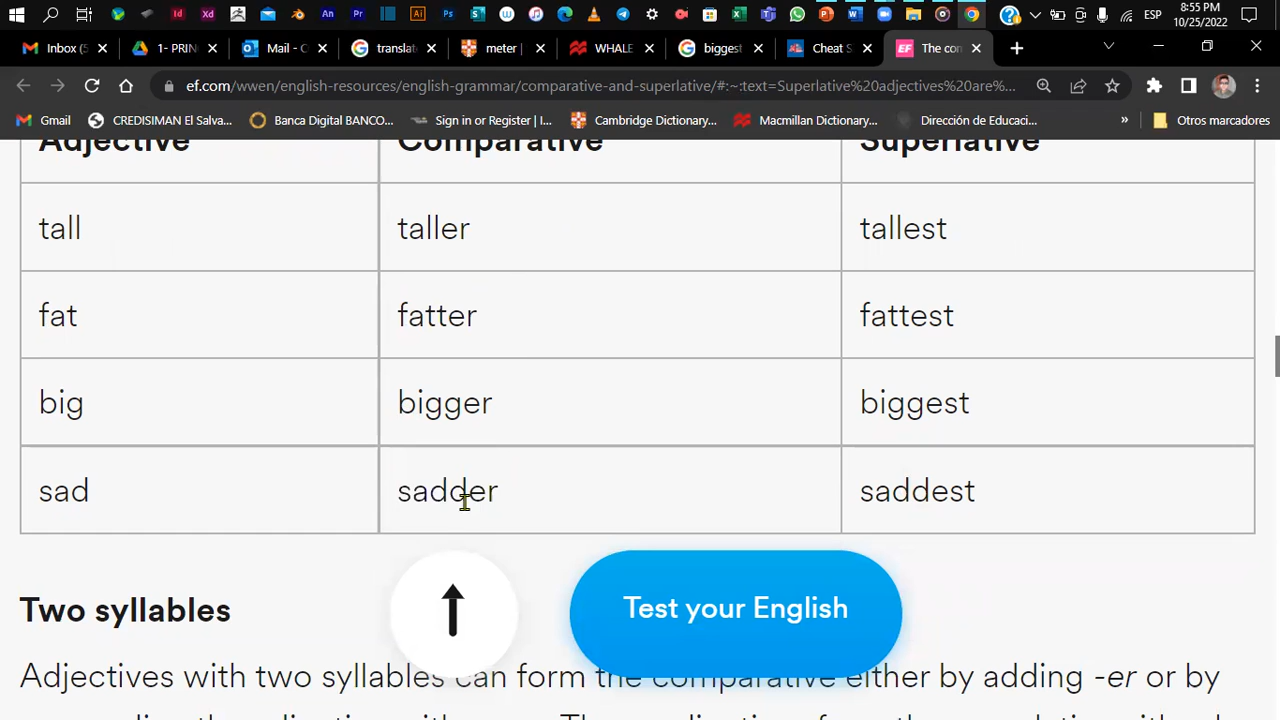 8:55 PM
ESP
10/25/2022
Inbox (5
1- PRIN
Mail - C
translat
meter |
WHALE
biggest
Cheat S
The con
ef.com/wwen/english-resources/english-grammar/comparative-and-superlative/#:~:text=Superlative%20adjectives%20are%...
Gmail
CREDISIMAN El Salva...
Banca Digital BANCO...
Sign in or Register | I...
Cambridge Dictionary...
Macmillan Dictionary...
Dirección de Educaci...
»
Otros marcadores
Adjective Comparative Superlative
tall taller tallest
fat fatter fattest
big bigger biggest
sad sadder saddest
Two syllables
Test your English
Adjectives with two syllables can form the comparative either by adding -er or by